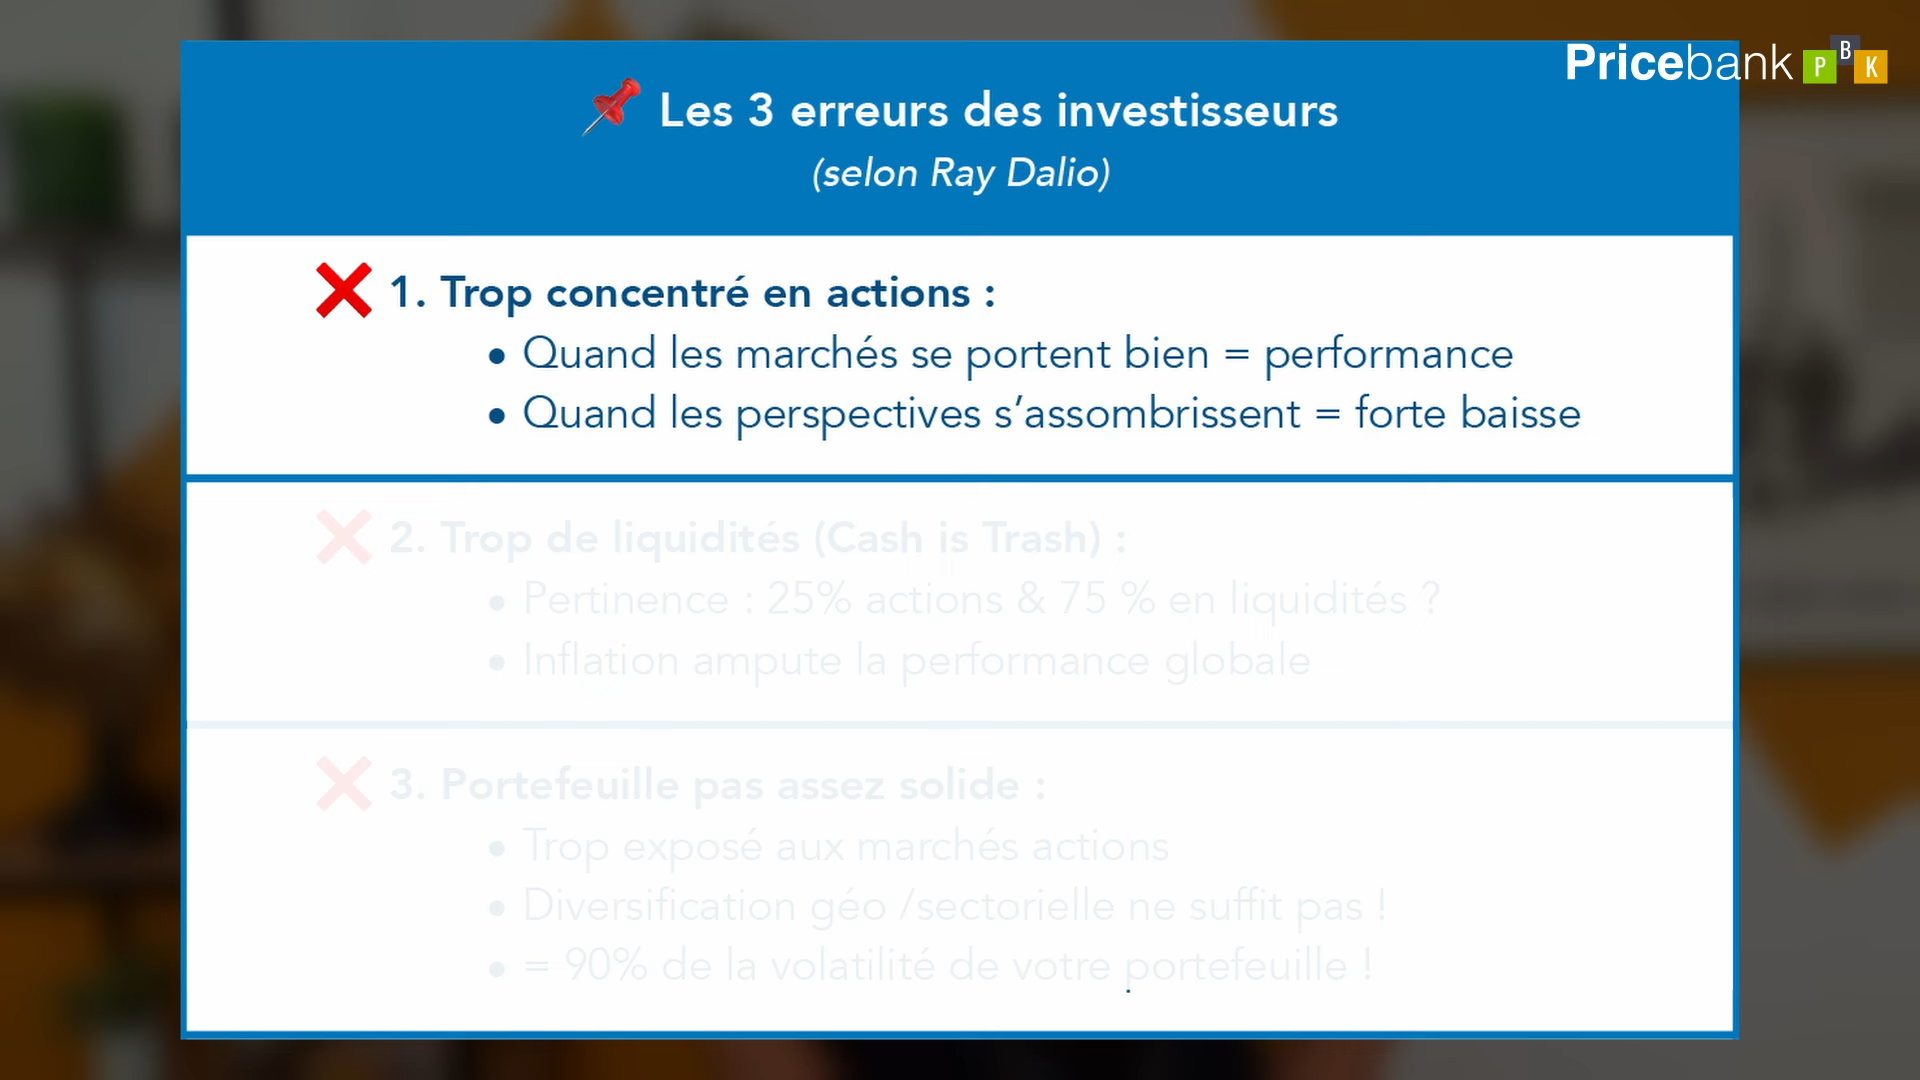 Pricebank P B K
Les 3 erreurs des investisseurs
(selon Ray Dalio)
1. Trop concentré en actions :
• Quand les marchés se portent bien = performance
• Quand les perspectives s’assombrissent = forte baisse
2. Trop de liquidités (Cash is Trash) :
• Pertinence : 25% actions & 75 % en liquidités ?
• Inflation ampute la performance globale
3. Portefeuille pas assez solide :
• Trop exposé aux marchés actions
• Diversification géo /sectorielle ne suffit pas !
• = 90% de la volatilité de votre portefeuille !